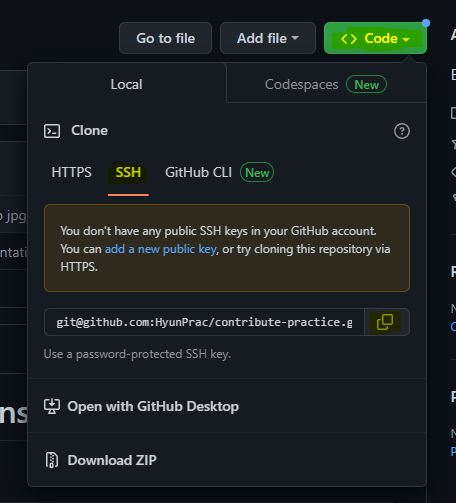 Go to file
Add file
Code
Local
Codespaces New
Clone
HTTPS
SSH
GitHub CLI New
You don't have any public SSH keys in your GitHub account.
You can add a new public key, or try cloning this repository via
HTTPS.
git@github.com:HyunPrac/contribute-practice.g
Use a password-protected SSH key.
Open with GitHub Desktop
Download ZIP
jpg
ns